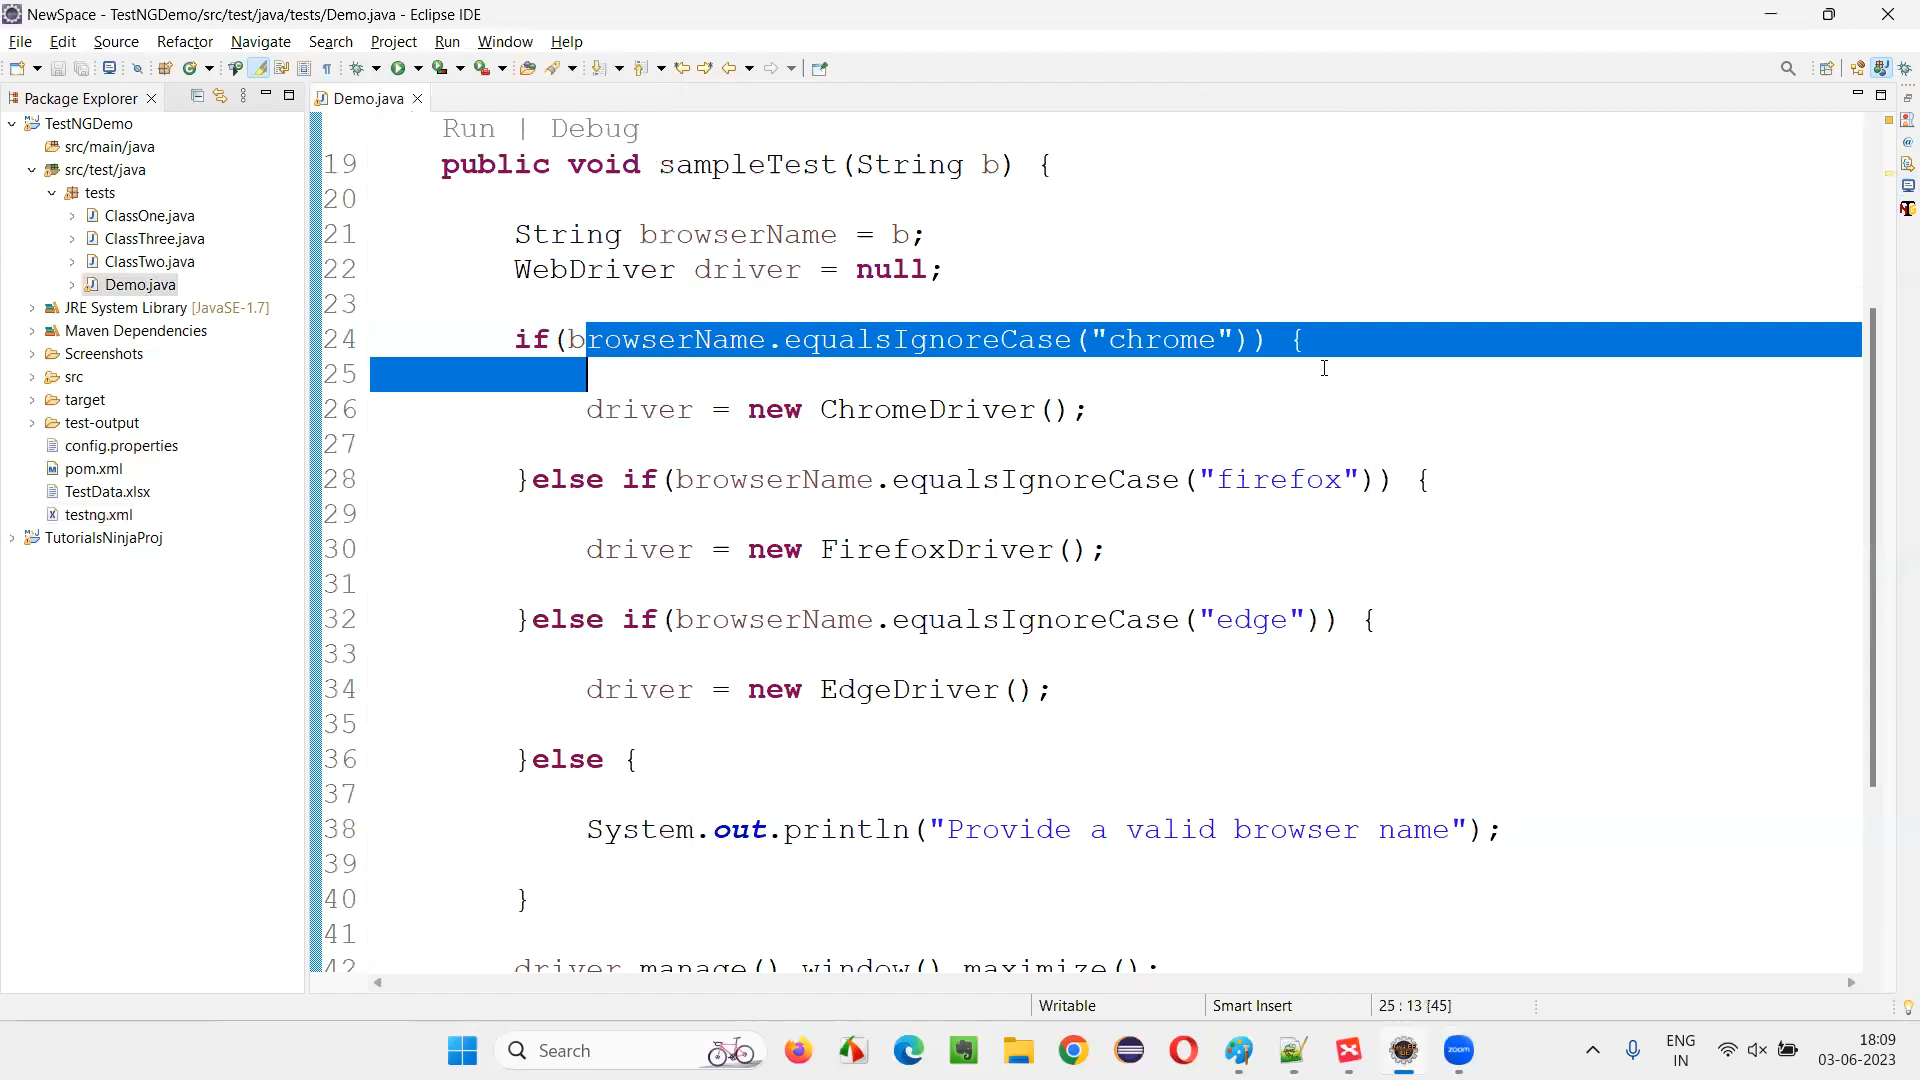 NewSpace - TestNGDemo/src/test/java/tests/Demo.java - Eclipse IDE
File Edit Source Refactor Navigate Search Project Run Window Help
Package Explorer
Demo.java
TestNGDemo
src/main/java
src/test/java
tests
ClassOne.java
ClassThree.java
ClassTwo.java
Demo.java
JRE System Library [JavaSE-1.7]
Maven Dependencies
Screenshots
src
target
test-output
config.properties
pom.xml
TestData.xlsx
testng.xml
TutorialsNinjaProj
Run | Debug
19 public void sampleTest(String b) {
20
21 String browserName = b;
22 WebDriver driver = null;
23
24 if(browserName.equalsIgnoreCase("chrome")) {
25
26 driver = new ChromeDriver();
27
28 }else if(browserName.equalsIgnoreCase("firefox")) {
29
30 driver = new FirefoxDriver();
31
32 }else if(browserName.equalsIgnoreCase("edge")) {
33
34 driver = new EdgeDriver();
35
36 }else {
37
38 System.out.println("Provide a valid browser name");
39
40 }
41
42 driver.manage().window().maximize();
Writable Smart Insert 25 : 13 [45]
Search
zoom
ENG
IN
18:09
03-06-2023